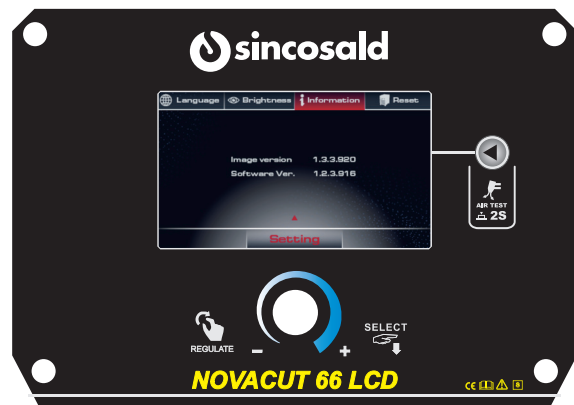 sincosald
Language Brightness Information Reset
Image version 1.3.3.920
Software Ver. 1.2.3.916
Setting
AIR TEST
2S
REGULATE
- +
SELECT
NOVACUT 66 LCD
CE